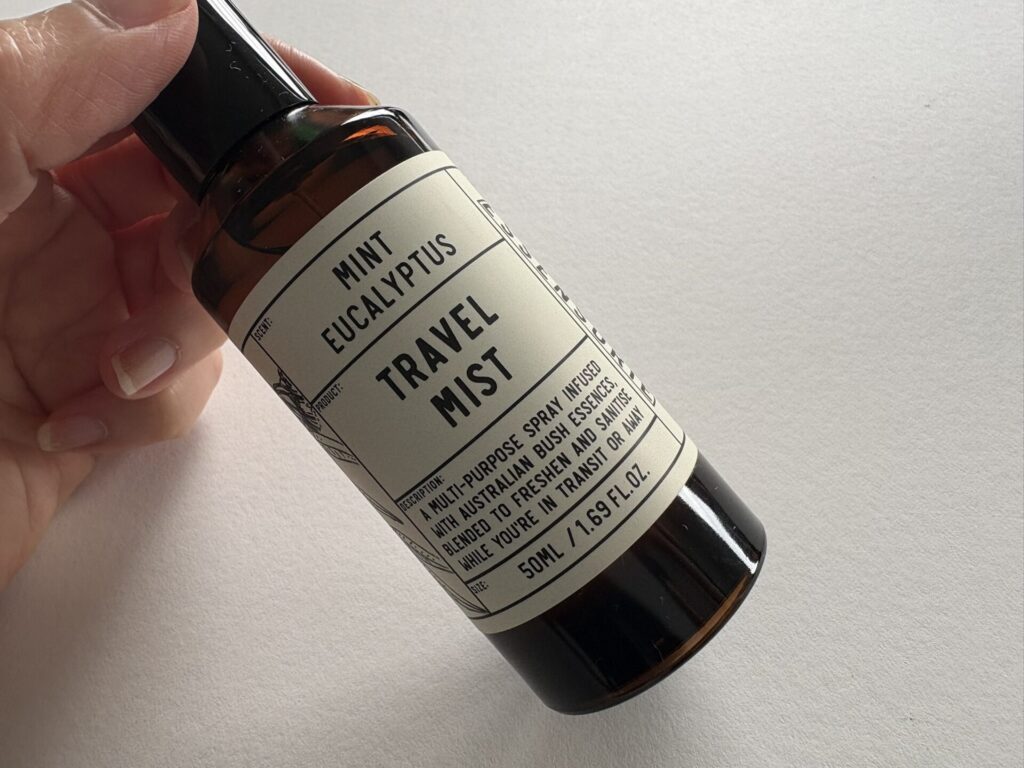 SCENT:
MINT
EUCALYPTUS
PRODUCT:
TRAVEL
MIST
DESCRIPTION:
A MULTI-PURPOSE SPRAY INFUSED
WITH AUSTRALIAN BUSH ESSENCES,
BLENDED TO FRESHEN AND SANITISE
WHILE YOU'RE IN TRANSIT OR AWAY
SIZE:
50ML / 1.69 FL.OZ.